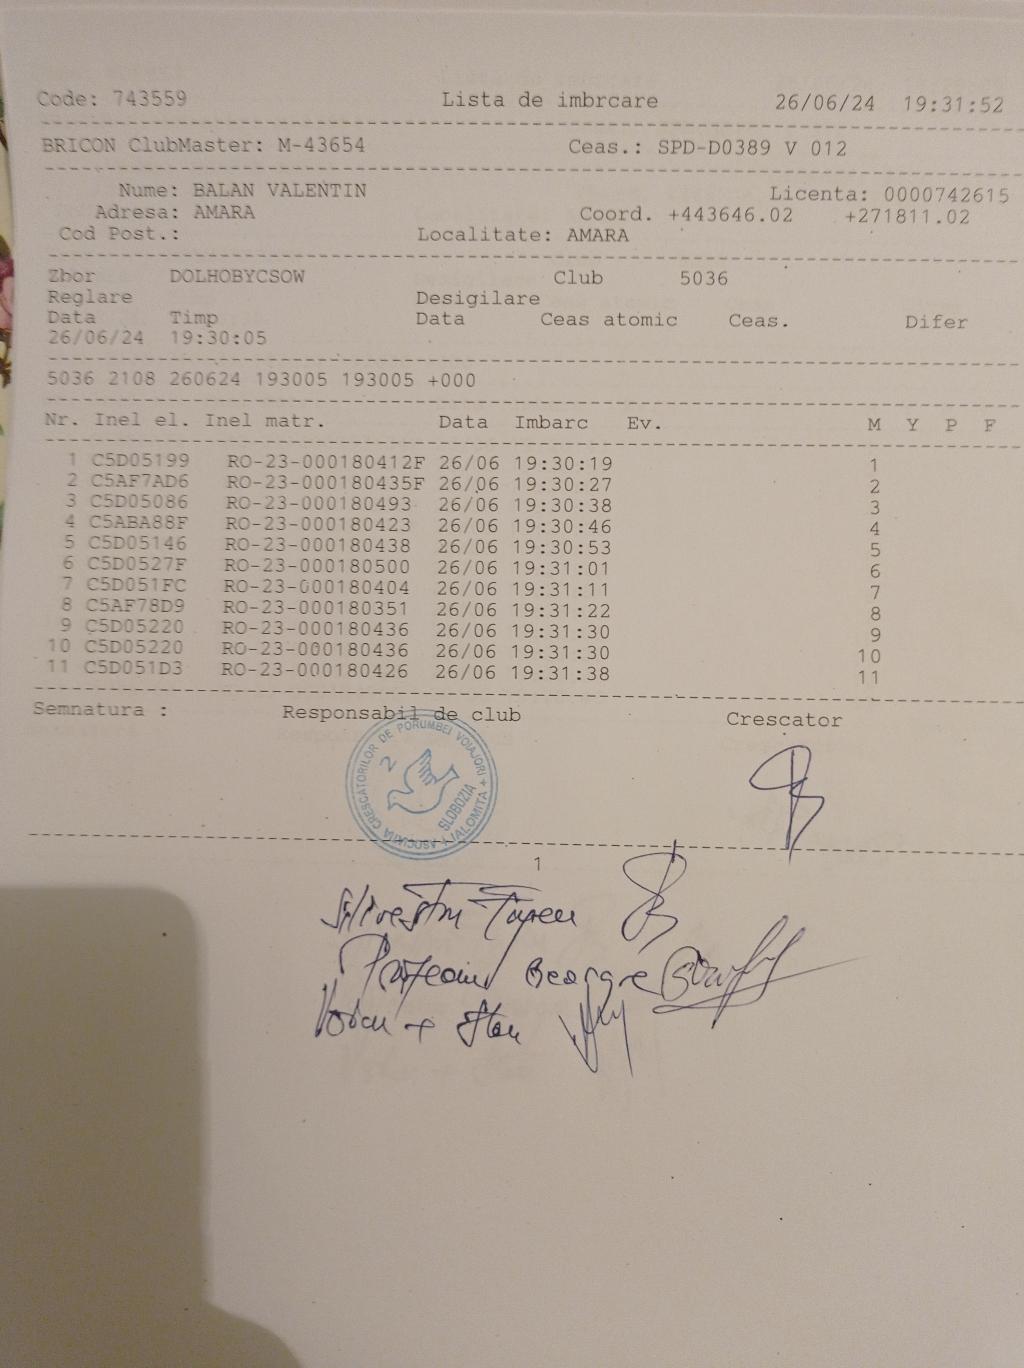 Code: 743559 Lista de imbrcare 26/06/24 19:31:52
BRICON ClubMaster: M-43654 Ceas.: SPD-D0389 V 012
Nume: BALAN VALENTIN Licenta: 0000742615
Adresa: AMARA Coord. +443646.02 +271811.02
Cod Post.: Localitate: AMARA
Zbor DOLHOBYCSOW Club 5036
Reglare Desigilare
Data Timp Data Ceas atomic Ceas. Difer
26/06/24 19:30:05
5036 2108 260624 193005 193005 +000
Nr. Inel el. Inel matr. Data Imbarc Ev. M Y P F
1 C5D05199 RO-23-000180412F 26/06 19:30:19 1
2 C5AF7AD6 RO-23-000180435F 26/06 19:30:27 2
3 C5D05086 RO-23-000180493 26/06 19:30:38 3
4 C5ABA88F RO-23-000180423 26/06 19:30:46 4
5 C5D05146 RO-23-000180438 26/06 19:30:53 5
6 C5D0527F RO-23-000180500 26/06 19:31:01 6
7 C5D051FC RO-23-000180404 26/06 19:31:11 7
8 C5AF78D9 RO-23-000180351 26/06 19:31:22 8
9 C5D05220 RO-23-000180436 26/06 19:31:30 9
10 C5D05220 RO-23-000180436 26/06 19:31:30 10
11 C5D051D3 RO-23-000180426 26/06 19:31:38 11
Semnatura : Responsabil de club Crescator
ASOCIATIA CRESCATORILOR DE PORUMBEI VOIAJORI
IALOMITA
SLOBOZIA
2
1
Silvestru